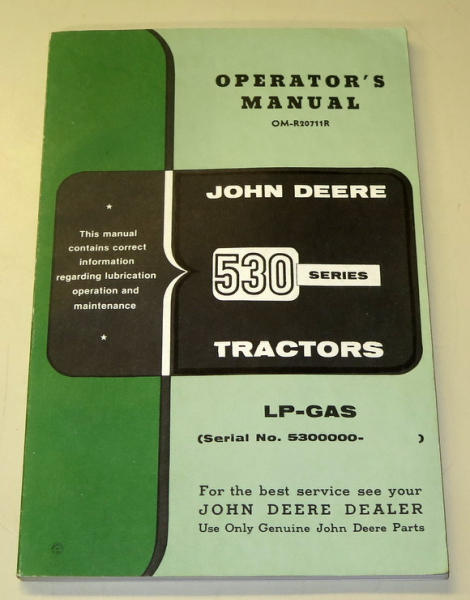 OPERATOR'S
MANUAL
OM-R20711R
This manual
contains correct
information
regarding lubrication
operation and
maintenance
JOHN DEERE
530 SERIES
TRACTORS
LP-GAS
(Serial No. 5300000- )
For the best service see your
JOHN DEERE DEALER
Use Only Genuine John Deere Parts